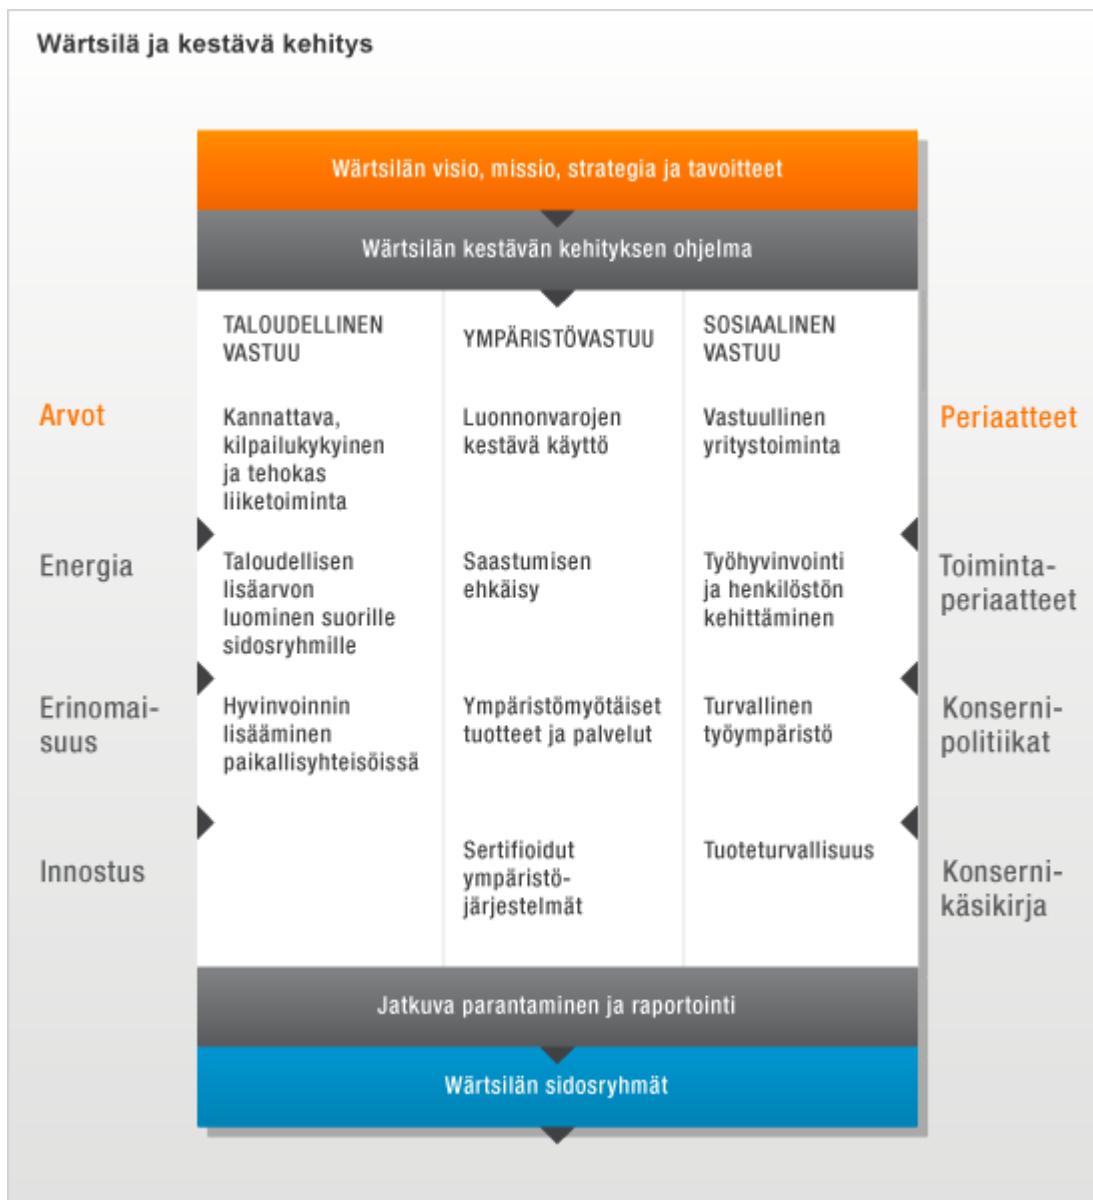 Wärtsilä ja kestävä kehitys
Wärtsilän visio, missio, strategia ja tavoitteet
Wärtsilän kestävän kehityksen ohjelma
Arvot
Energia
Erinomai-
suus
Innostus
TALOUDELLINEN
VASTUU
Kannattava,
kilpailukykyinen
ja tehokas
liiketoiminta
Taloudellisen
lisäarvon
luominen suorille
sidosryhmille
Hyvinvoinnin
lisääminen
paikallisyhteisöissä
YMPÄRISTÖVASTUU
Luonnonvarojen
kestävä käyttö
Saastumisen
ehkäisy
Ympäristömyötäiset
tuotteet ja palvelut
Sertifioidut
ympäristö-
järjestelmät
SOSIAALINEN
VASTUU
Vastuullinen
yritystoiminta
Työhyvinvointi
ja henkilöstön
kehittäminen
Turvallinen
työympäristö
Tuoteturvallisuus
Periaatteet
Toiminta-
periaatteet
Konserni-
politiikat
Konserni-
käsikirja
Jatkuva parantaminen ja raportointi
Wärtsilän sidosryhmät